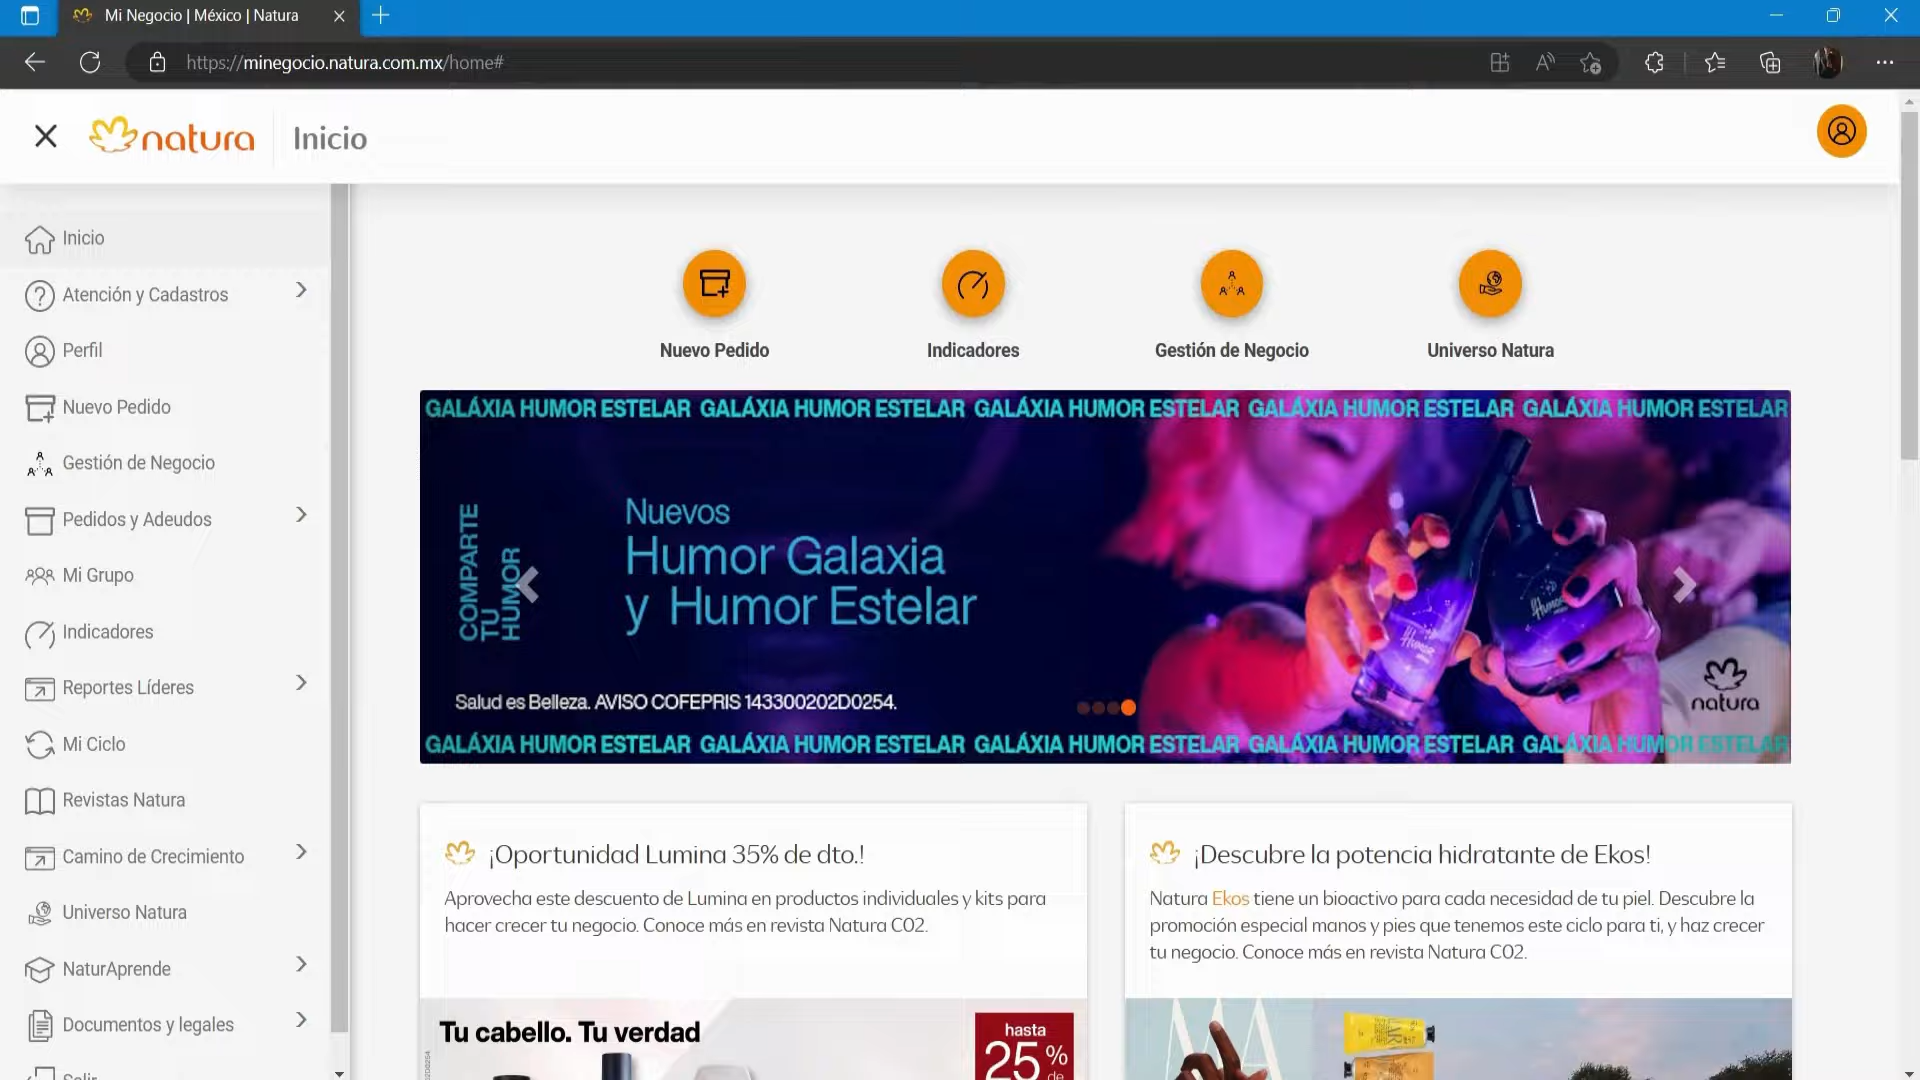 Mi Negocio | México | Natura
https://minegocio.natura.com.mx/home#
natura
Inicio
Inicio
Atención y Cadastros
Perfil
Nuevo Pedido
Gestión de Negocio
Pedidos y Adeudos
Mi Grupo
Indicadores
Reportes Líderes
Mi Ciclo
Revistas Natura
Camino de Crecimiento
Universo Natura
NaturAprende
Documentos y legales
Salir
Nuevo Pedido
Indicadores
Gestión de Negocio
Universo Natura
GALÁXIA HUMOR ESTELAR GALÁXIA HUMOR ESTELAR GALÁXIA HUMOR ESTELAR GALÁXIA HUMOR ESTELAR GALÁXIA HUMOR ESTELAR
COMPARTE
TU
HUMOR
Nuevos
Humor Galaxia
y Humor Estelar
Humor
Humor
natura
Salud es Belleza. AVISO COFEPRIS 143300202D0254.
GALÁXIA HUMOR ESTELAR GALÁXIA HUMOR ESTELAR GALÁXIA HUMOR ESTELAR GALÁXIA HUMOR ESTELAR GALÁXIA HUMOR ESTELAR
¡Oportunidad Lumina 35% de dto.!
Aprovecha este descuento de Lumina en productos individuales y kits para
hacer crecer tu negocio. Conoce más en revista Natura C02.
Tu cabello. Tu verdad
hasta
25%
de
¡Descubre la potencia hidratante de Ekos!
Natura Ekos tiene un bioactivo para cada necesidad de tu piel. Descubre la
promoción especial manos y pies que tenemos este ciclo para ti, y haz crecer
tu negocio. Conoce más en revista Natura C02.